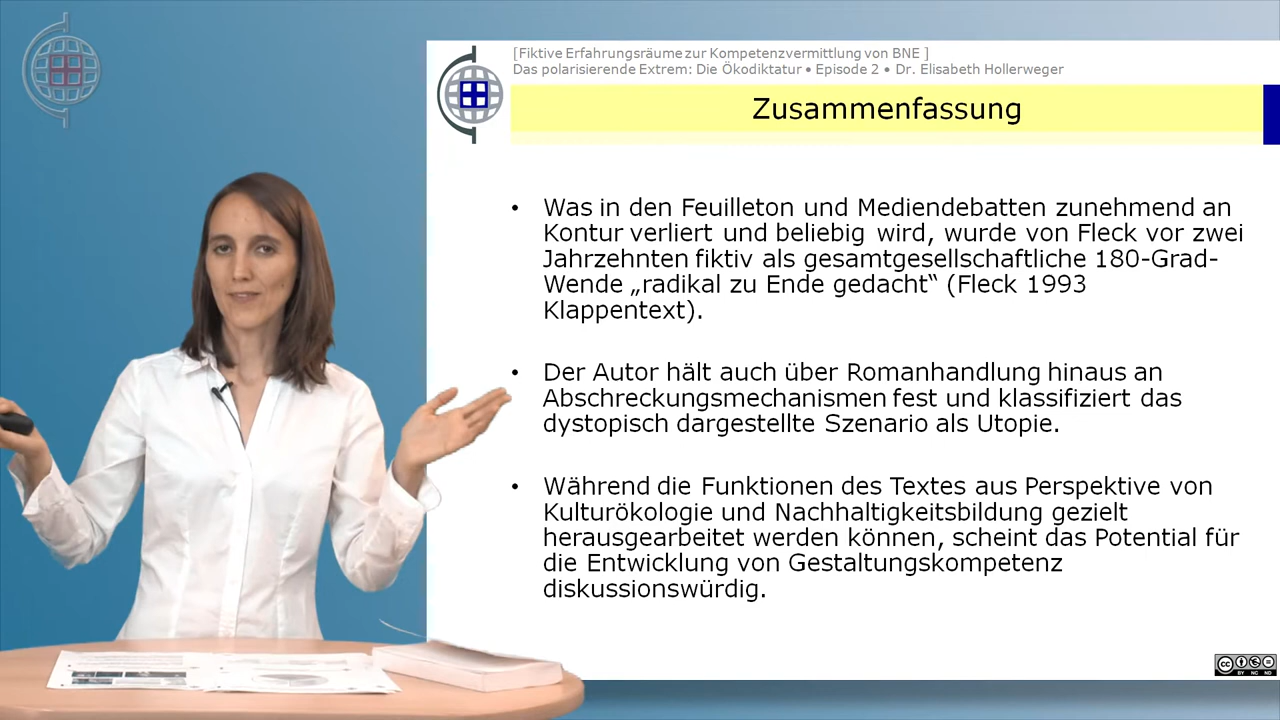 [Fiktive Erfahrungsräume zur Kompetenzvermittlung von BNE ]
Das polarisierende Extrem: Die Ökodiktatur • Episode 2 • Dr. Elisabeth Hollerweger
Zusammenfassung
• Was in den Feuilleton und Mediendebatten zunehmend an
Kontur verliert und beliebig wird, wurde von Fleck vor zwei
Jahrzehnten fiktiv als gesamtgesellschaftliche 180-Grad-
Wende „radikal zu Ende gedacht“ (Fleck 1993
Klappentext).
• Der Autor hält auch über Romanhandlung hinaus an
Abschreckungsmechanismen fest und klassifiziert das
dystopisch dargestellte Szenario als Utopie.
• Während die Funktionen des Textes aus Perspektive von
Kulturökologie und Nachhaltigkeitsbildung gezielt
herausgearbeitet werden können, scheint das Potential für
die Entwicklung von Gestaltungskompetenz
diskussionswürdig.
cc
BY NC ND